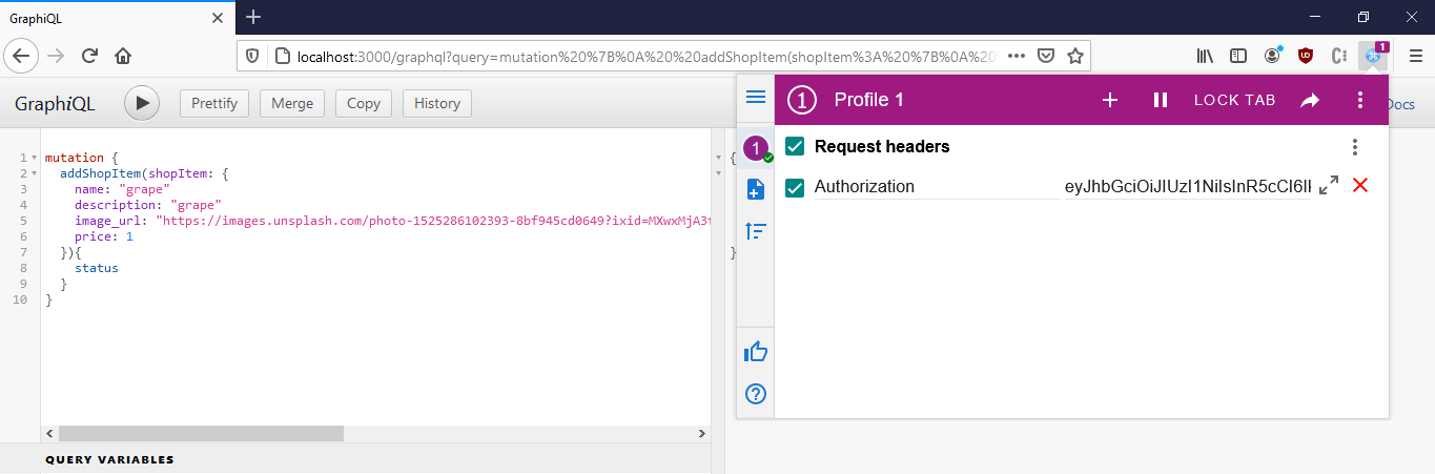 GraphiQL
1
localhost:3000/graphql?query=mutation%20%7B%0A%20%20addShopItem(shopItem%3A%20%7B%0A%20%
GraphiQL
Prettify
Merge
Copy
History
1 Profile 1
LOCK TAB
Docs
1
Request headers
Authorization
eyJhbGciOiJIUzI1NiIsInR5cCI6I
1 mutation {
2 addShopItem(shopItem: {
3 name: "grape"
4 description: "grape"
5 image_url: "https://images.unsplash.com/photo-1525286102393-8bf945cd0649?ixid=MXwxMjA3f
6 price: 1
7 }){
8 status
9 }
10 }
{
}
QUERY VARIABLES